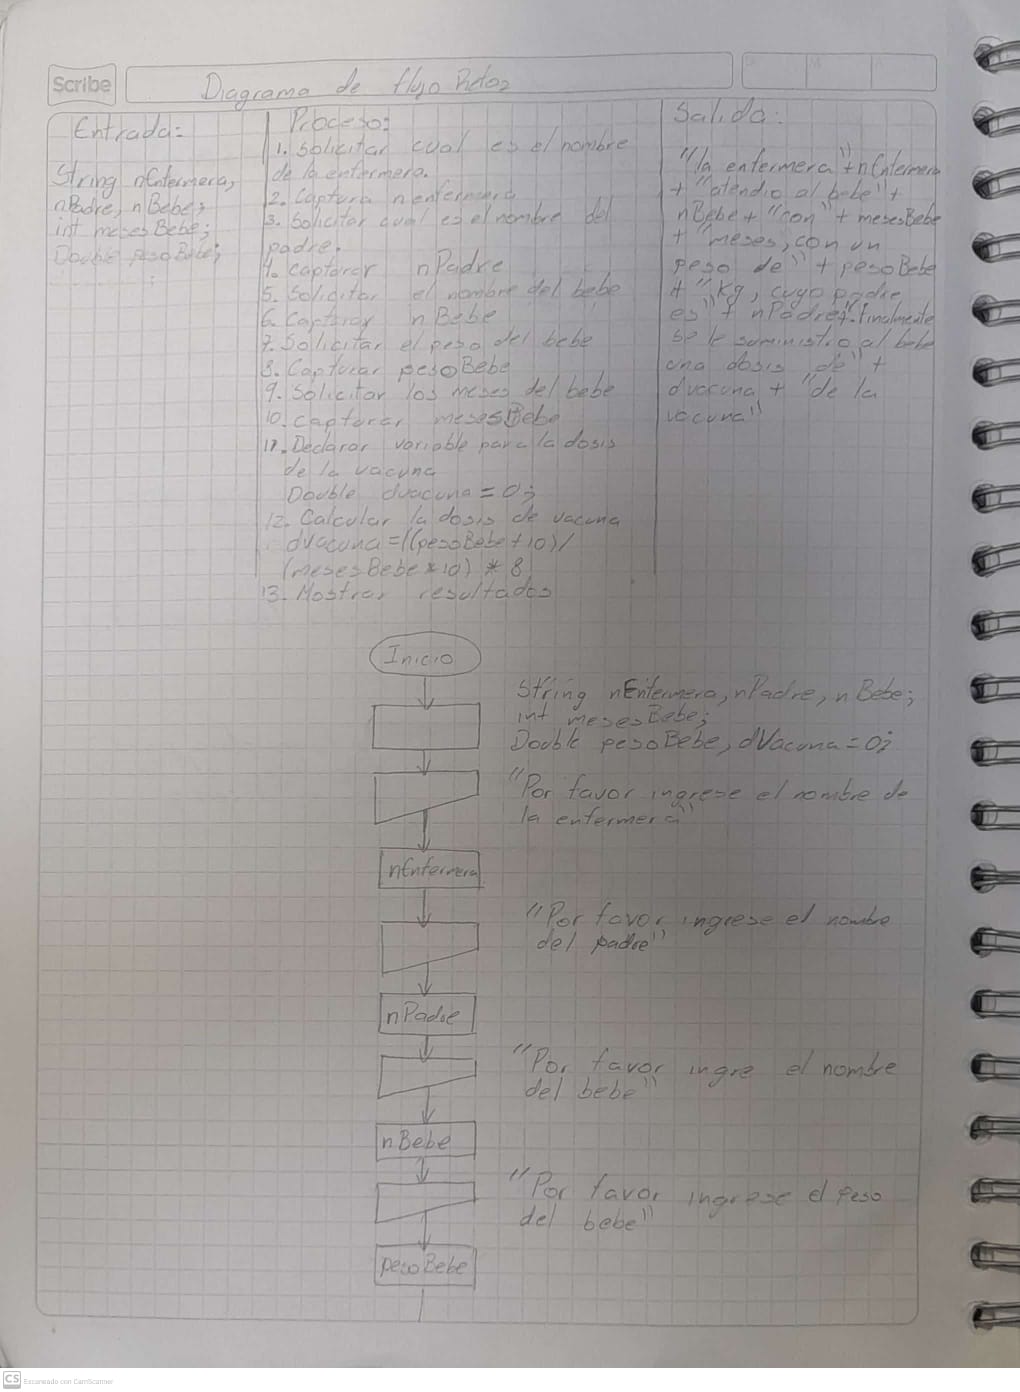 Scribe
Diagrama de flujo Reto2
Entrada:
String nEnfermera,
nPadre, nBebe;
int mesesBebe;
Double pesoBebe;
Proceso:
1. Solicitar cual es el nombre
de la enfermera.
2. Captura nenfermera
3. Solicitar cual es el nombre del
padre.
4. Capturar nPadre
5. Solicitar el nombre del bebe
6. Capturar nBebe
7. Solicitar el peso del bebe
8. Capturar pesoBebe
9. Solicitar los meses del bebe
10. Capturar mesesBebe
11. Declarar variable para la dosis
de la vacuna
Double dvacuna = 0;
12. Calcular la dosis de vacuna
dVacuna = ((pesoBebe + 10) /
(mesesBebe * 10) * 8
13. Mostrar resultados
Salida:
"la enfermera" + nEnfermera
+ "atendio al bebe" +
nBebe + "con" + mesesBebe
+ "meses, con un
peso de" + pesoBebe
+ "Kg, cuyo padre
es" + nPadre + ". Finalmente
se le suministro al bebe
una dosis de" +
dvacuna + "de la
vacuna"
Inicio
String nEnfermera, nPadre, nBebe;
int mesesBebe;
Double pesoBebe, dVacuna = 0;
"Por favor ingrese el nombre de
la enfermera"
nEnfermera
"Por favor ingrese el nombre
del padre"
nPadre
"Por favor ingre el nombre
del bebe"
nBebe
"Por favor ingrese el peso
del bebe"
pesoBebe
CS Escaneado con CamScanner